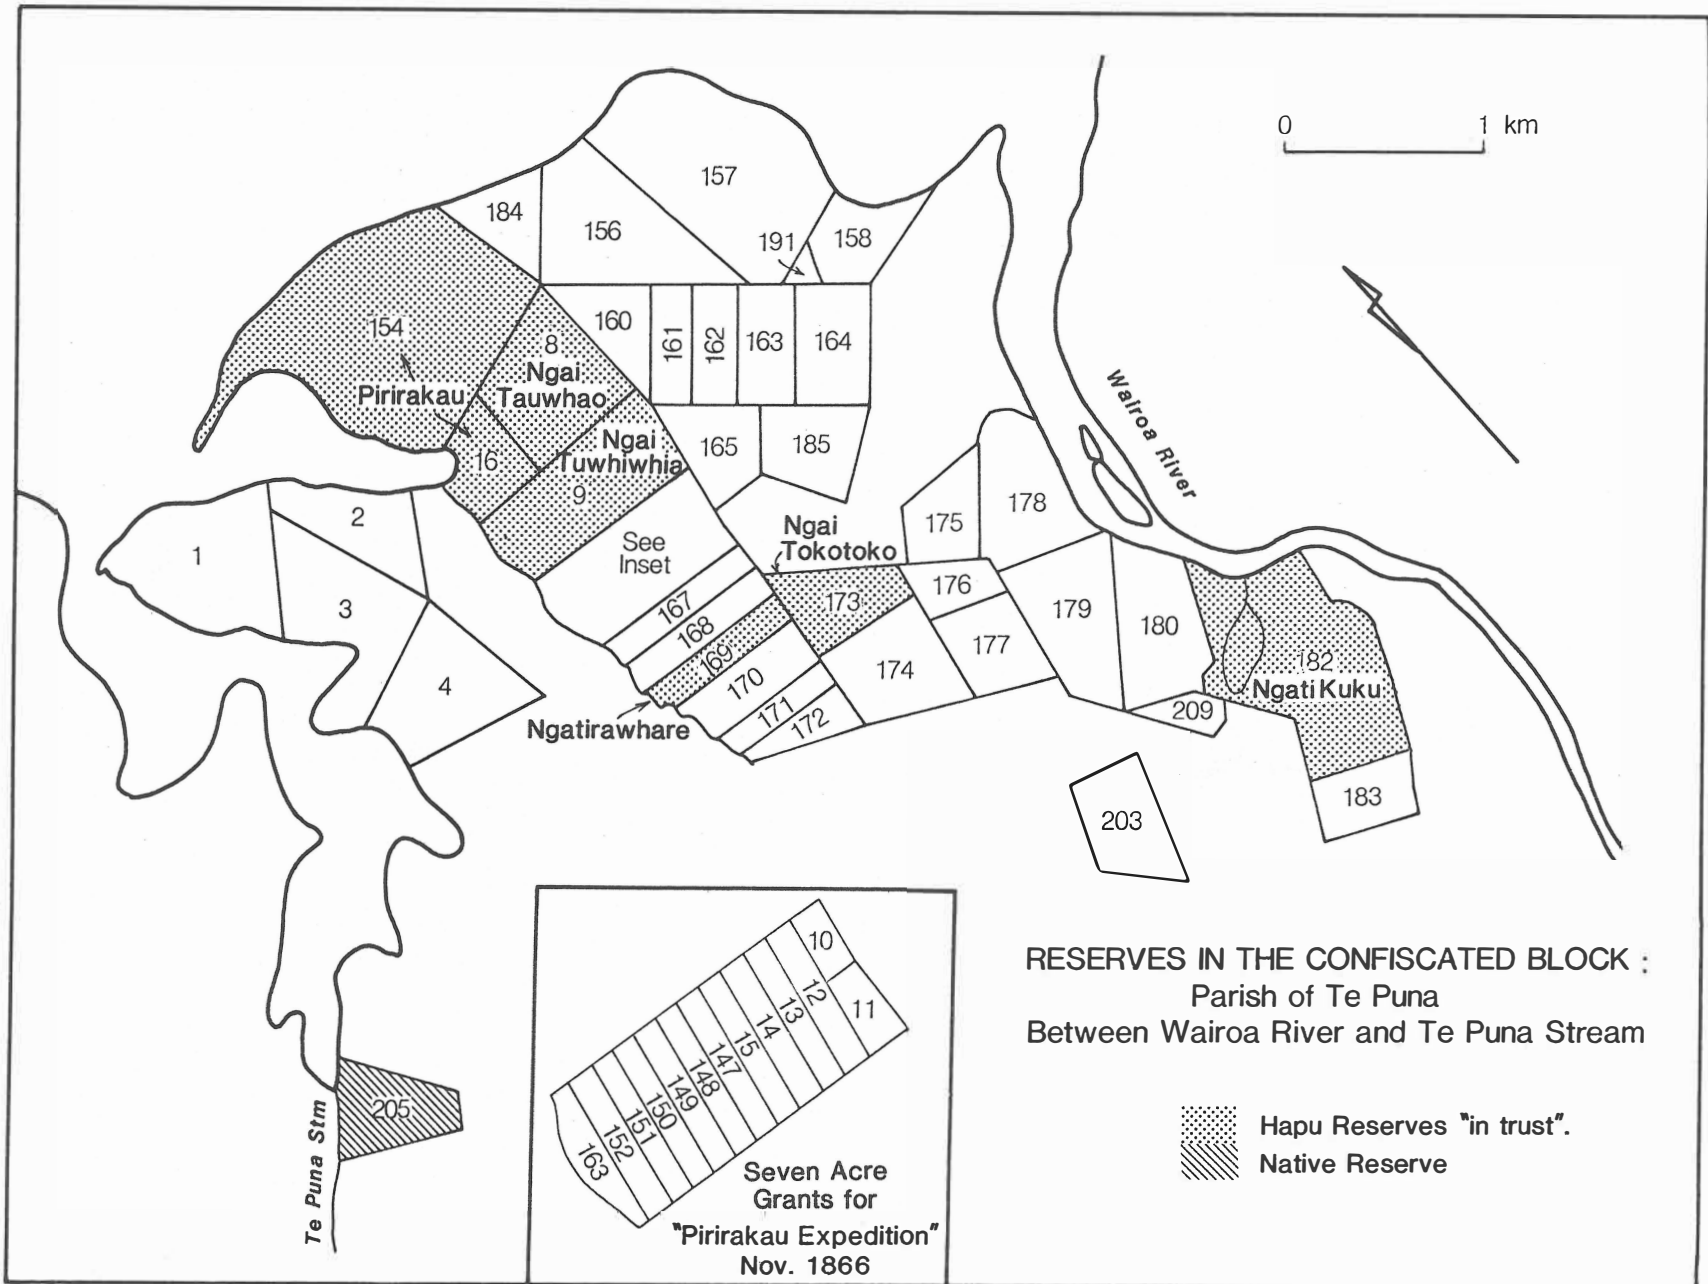 0 1 km
157
184
156
191
158
160
161
162
163
164
154
8
Ngai
Tauwhao
Pirirakau
16
Ngai
Tuwhiwhia
9
165
185
Wairoa River
1
2
3
4
See
Inset
Ngai
Tokotoko
175
178
167
168
169
170
171
172
Ngatirawhare
173
174
176
177
179
180
182
Ngati Kuku
209
183
203
205
Te Puna Stm
10
11
12
13
14
15
147
148
149
150
151
152
163
Seven Acre
Grants for
"Pirirakau Expedition"
Nov. 1866
RESERVES IN THE CONFISCATED BLOCK :
Parish of Te Puna
Between Wairoa River and Te Puna Stream
Hapu Reserves "in trust".
Native Reserve